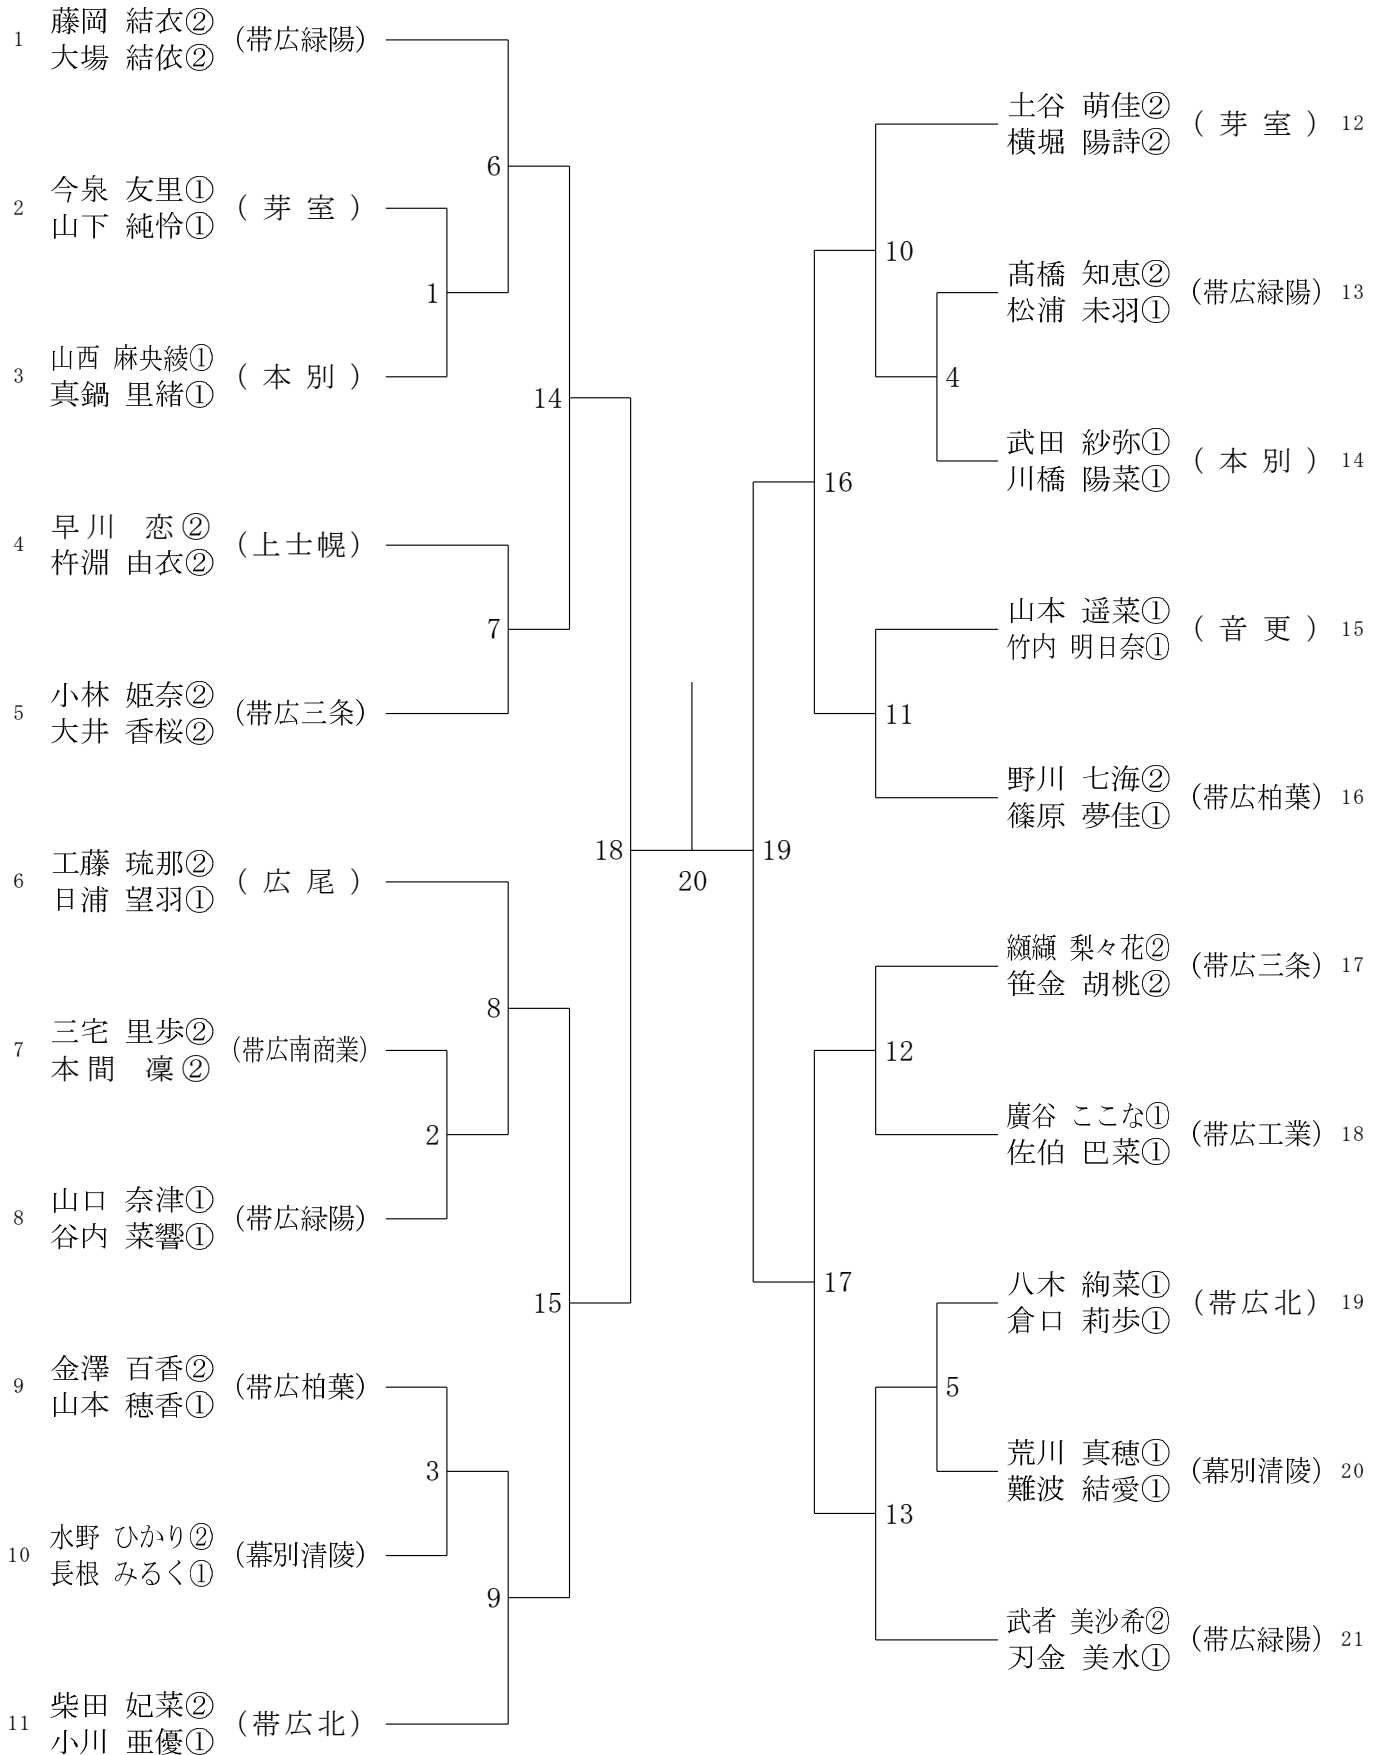 1 藤岡 結衣② (帯広緑陽)
大場 結依②
2 今泉 友里① ( 芽 室 )
山下 純怜①
3 山西 麻央綾① ( 本 別 )
真鍋 里緒①
4 早川 恋② (上士幌)
杵淵 由衣②
5 小林 姫奈② (帯広三条)
大井 香桜②
6 工藤 琉那② ( 広 尾 )
日浦 望羽①
7 三宅 里歩② (帯広南商業)
本間 凜②
8 山口 奈津① (帯広緑陽)
谷内 菜響①
9 金澤 百香② (帯広柏葉)
山本 穂香①
10 水野 ひかり② (幕別清陵)
長根 みるく①
11 柴田 妃菜② (帯広北)
小川 亜優①
6
1
14
7
18
8
2
15
3
9
20
土谷 萌佳② ( 芽 室 ) 12
横堀 陽詩②
髙橋 知恵② (帯広緑陽) 13
松浦 未羽①
武田 紗弥① ( 本 別 ) 14
川橋 陽菜①
山本 遥菜① ( 音 更 ) 15
竹内 明日奈①
野川 七海② (帯広柏葉) 16
篠原 夢佳①
纐纈 梨々花② (帯広三条) 17
笹金 胡桃②
廣谷 ここな① (帯広工業) 18
佐伯 巴菜①
八木 絢菜① (帯広北) 19
倉口 莉歩①
荒川 真穂① (幕別清陵) 20
難波 結愛①
武者 美沙希② (帯広緑陽) 21
刃金 美水①
10
4
16
11
19
12
17
5
13